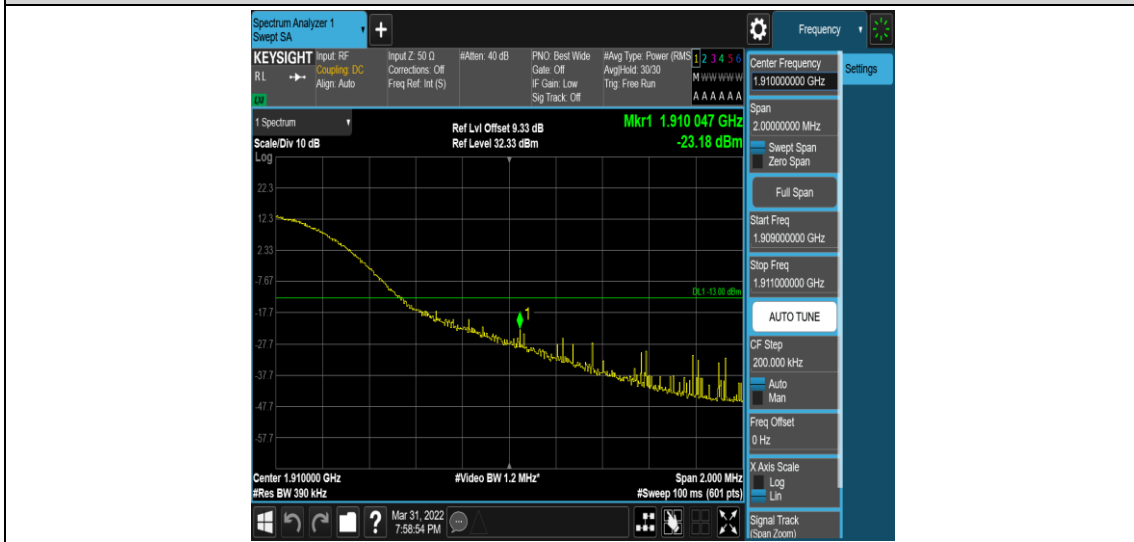 Spectrum Analyzer 1
Swept SA
+
Frequency
KEYSIGHT
RL
LXI
Input: RF
Coupling: DC
Align: Auto
Input Z: 50 Ω
Corrections: Off
Freq Ref: Int (S)
#Atten: 40 dB
PNO: Best Wide
Gate: Off
IF Gain: Low
Sig Track: Off
#Avg Type: Power (RMS
Avg|Hold: 30/30
Trig: Free Run
1 2 3 4 5 6
M W W W W W
A A A A A A
1 Spectrum
Scale/Div 10 dB
Log
Ref Lvl Offset 9.33 dB
Ref Level 32.33 dBm
Mkr1 1.910 047 GHz
-23.18 dBm
22.3
12.3
2.33
-7.67
-17.7
-27.7
-37.7
-47.7
-57.7
DL1 -13.00 dBm
1
Center 1.910000 GHz
#Res BW 390 kHz
#Video BW 1.2 MHz*
Span 2.000 MHz
#Sweep 100 ms (601 pts)
Center Frequency
1.910000000 GHz
Settings
Span
2.00000000 MHz
Swept Span
Zero Span
Full Span
Start Freq
1.909000000 GHz
Stop Freq
1.911000000 GHz
AUTO TUNE
CF Step
200.000 kHz
Auto
Man
Freq Offset
0 Hz
X Axis Scale
Log
Lin
Signal Track
(Span Zoom)
?
Mar 31, 2022
7:58:54 PM